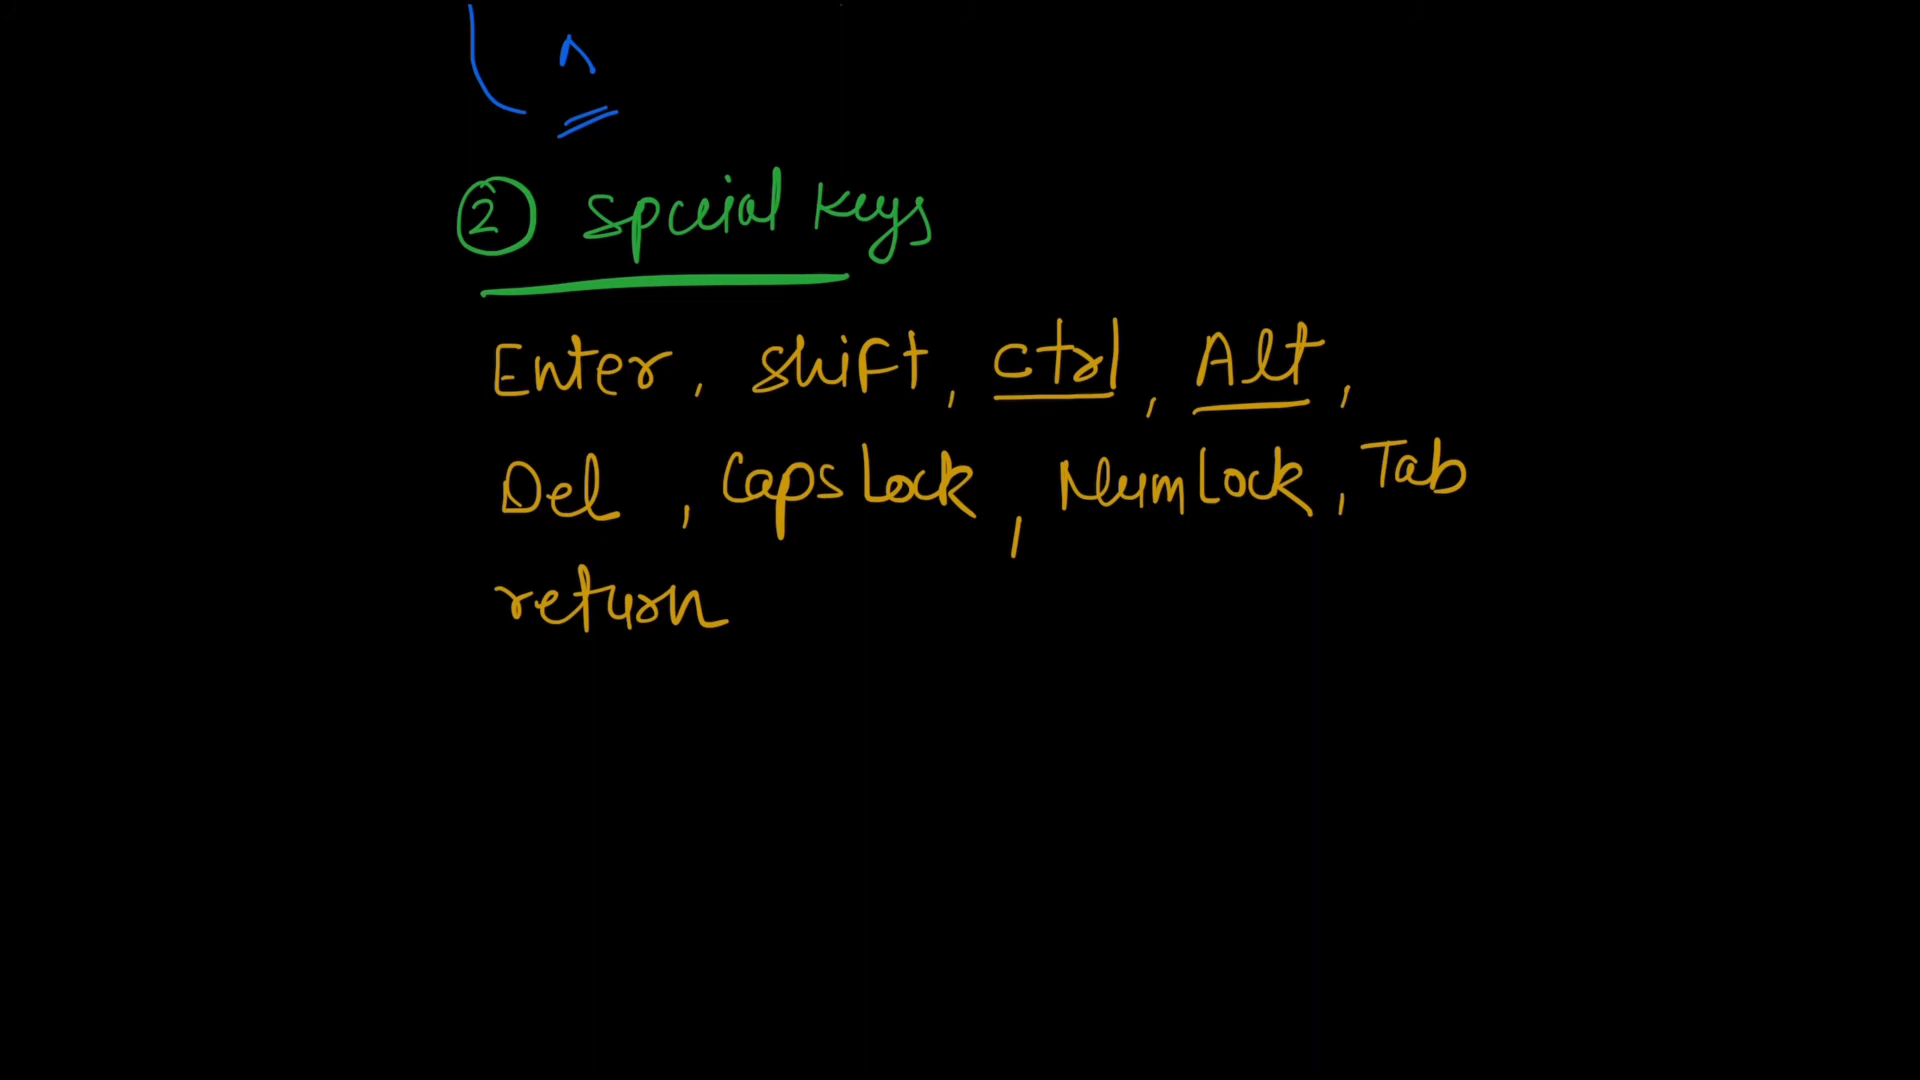 ^
② Special Keys
Enter, Shift, Ctrl, Alt,
Del, Caps Lock, Num Lock, Tab
return